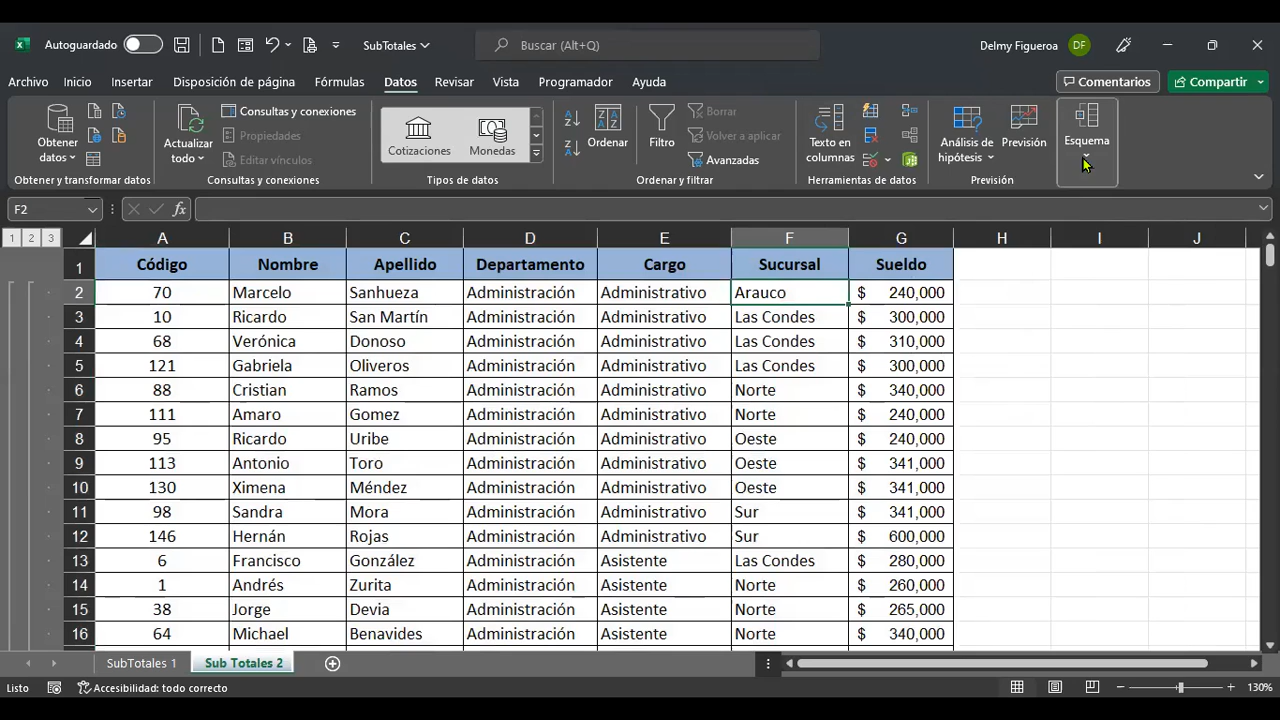 Autoguardado SubTotales Buscar (Alt+Q) Delmy Figueroa DF
Archivo Inicio Insertar Disposición de página Fórmulas Datos Revisar Vista Programador Ayuda Comentarios Compartir
Obtener datos
Obtener y transformar datos
Actualizar todo
Consultas y conexiones
Propiedades
Editar vínculos
Consultas y conexiones
Cotizaciones Monedas
Tipos de datos
Ordenar
Filtro
Borrar
Volver a aplicar
Avanzadas
Ordenar y filtrar
Texto en columnas
Herramientas de datos
Análisis de hipótesis
Previsión
Previsión
Esquema
F2 fx
1 2 3 A B C D E F G H I J
1 Código Nombre Apellido Departamento Cargo Sucursal Sueldo
2 70 Marcelo Sanhueza Administración Administrativo Arauco $ 240,000
3 10 Ricardo San Martín Administración Administrativo Las Condes $ 300,000
4 68 Verónica Donoso Administración Administrativo Las Condes $ 310,000
5 121 Gabriela Oliveros Administración Administrativo Las Condes $ 300,000
6 88 Cristian Ramos Administración Administrativo Norte $ 340,000
7 111 Amaro Gomez Administración Administrativo Norte $ 240,000
8 95 Ricardo Uribe Administración Administrativo Oeste $ 240,000
9 113 Antonio Toro Administración Administrativo Oeste $ 341,000
10 130 Ximena Méndez Administración Administrativo Oeste $ 341,000
11 98 Sandra Mora Administración Administrativo Sur $ 341,000
12 146 Hernán Rojas Administración Administrativo Sur $ 600,000
13 6 Francisco González Administración Asistente Las Condes $ 280,000
14 1 Andrés Zurita Administración Asistente Norte $ 260,000
15 38 Jorge Devia Administración Asistente Norte $ 265,000
16 64 Michael Benavides Administración Asistente Norte $ 340,000
SubTotales 1 Sub Totales 2
Listo Accesibilidad: todo correcto 130%